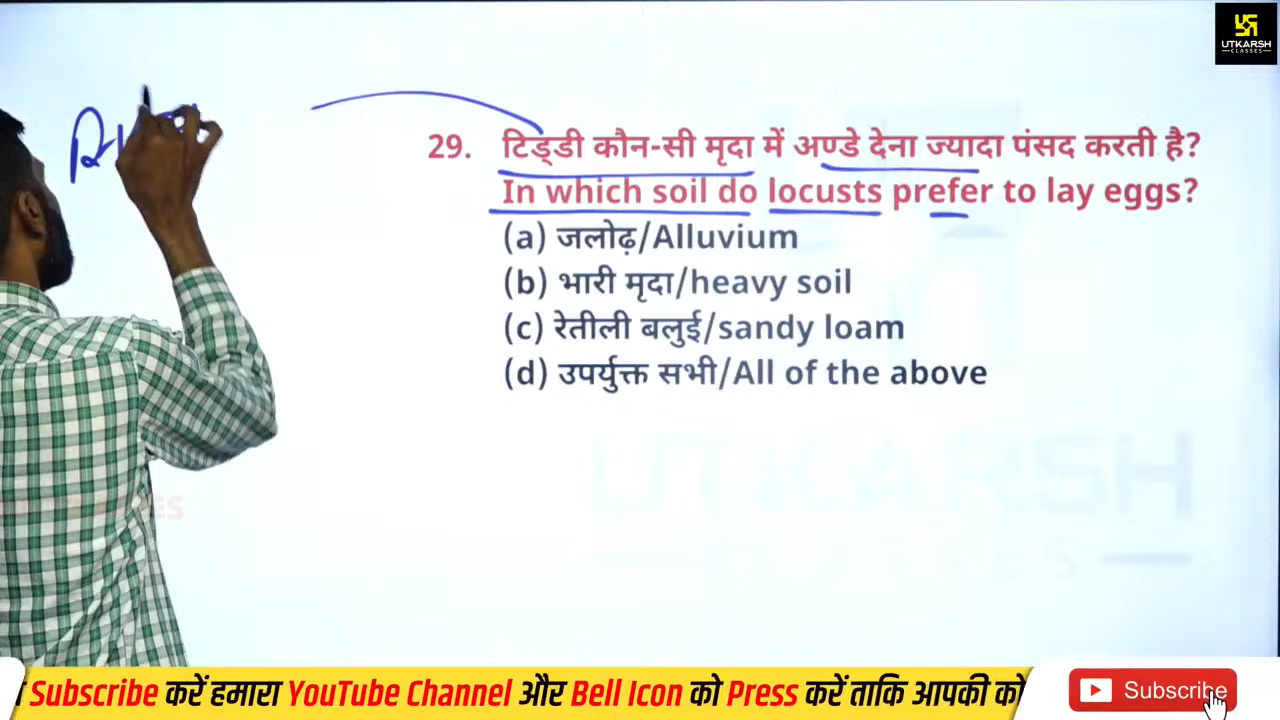 UTKARSH
CLASSES
29. टिड्डी कौन-सी मृदा में अण्डे देना ज्यादा पंसद करती है?
In which soil do locusts prefer to lay eggs?
(a) जलोढ़/Alluvium
(b) भारी मृदा/heavy soil
(c) रेतीली बलुई/sandy loam
(d) उपर्युक्त सभी/All of the above
UTKARSH
CLASSES
Subscribe करें हमारा YouTube Channel और Bell Icon को Press करें ताकि आपकी को
Subscribe